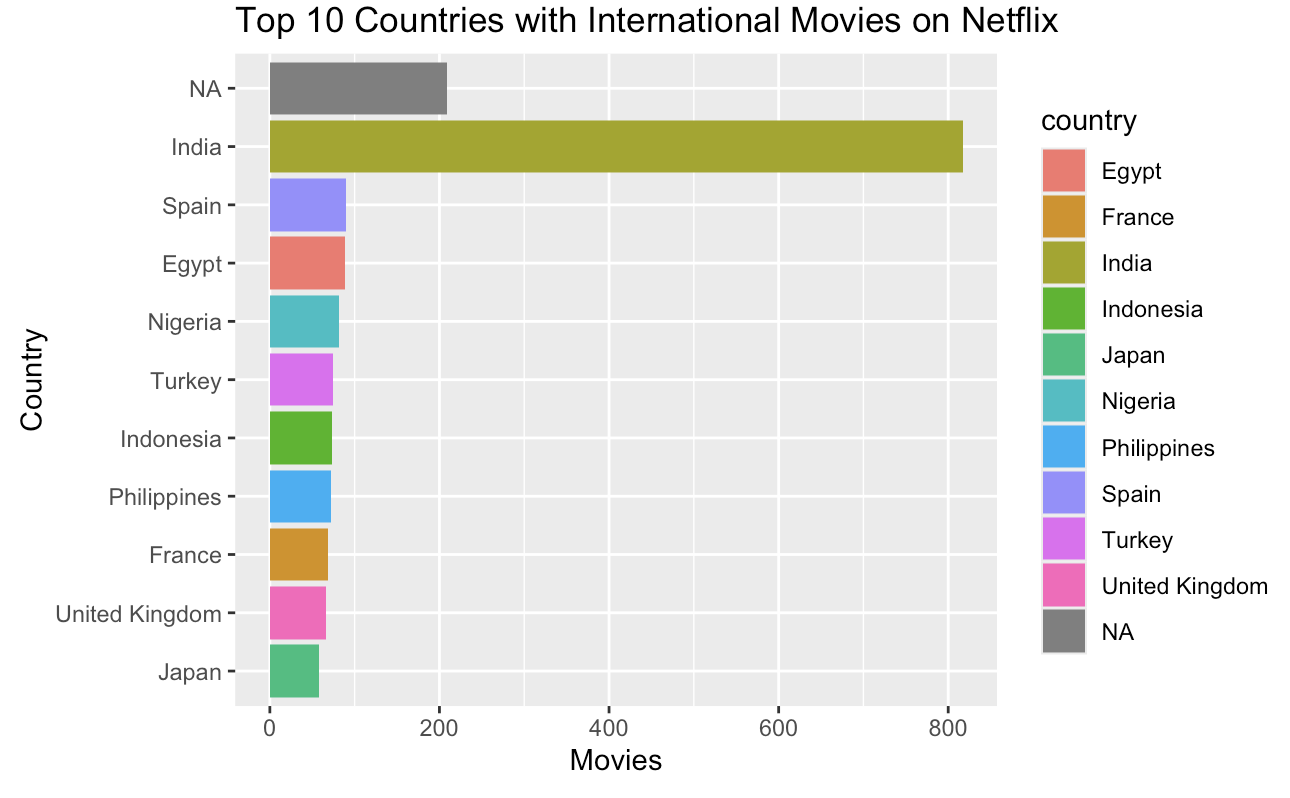 Top 10 Countries with International Movies on Netflix
Country
NA
India
Spain
Egypt
Nigeria
Turkey
Indonesia
Philippines
France
United Kingdom
Japan
0 200 400 600 800
Movies
country
Egypt
France
India
Indonesia
Japan
Nigeria
Philippines
Spain
Turkey
United Kingdom
NA